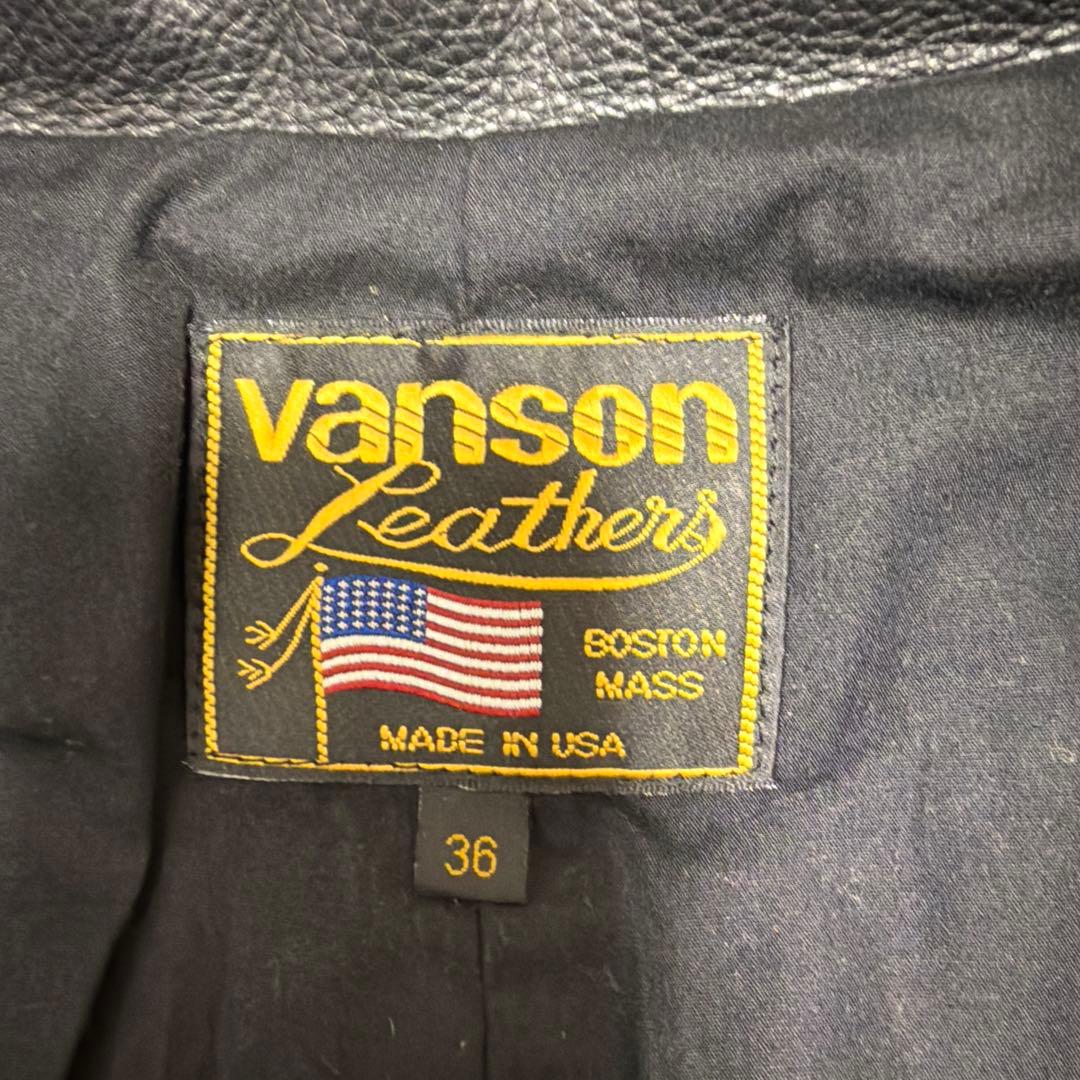 vanson
Leathers
BOSTON
MASS
MADE IN USA
36